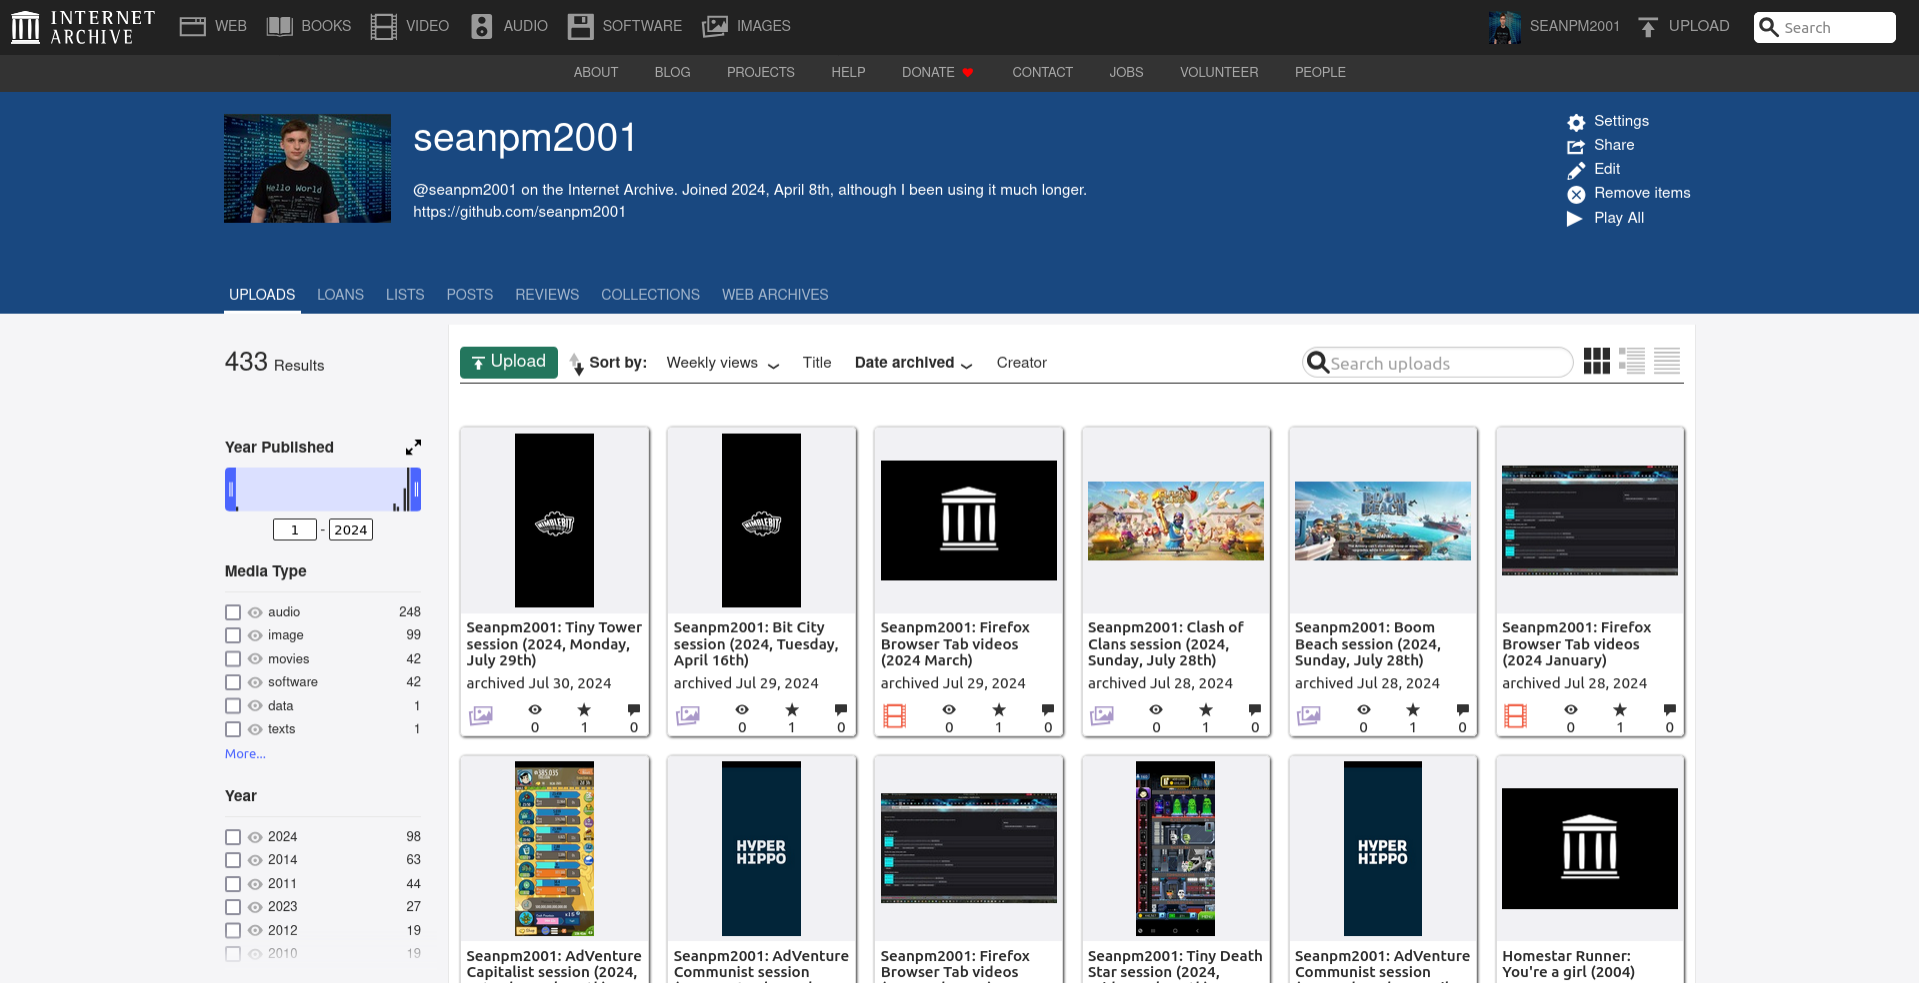 INTERNET ARCHIVE
WEB BOOKS VIDEO AUDIO SOFTWARE IMAGES SEANPM2001 UPLOAD Search
ABOUT BLOG PROJECTS HELP DONATE CONTACT JOBS VOLUNTEER PEOPLE
Hello World
seanpm2001
@seanpm2001 on the Internet Archive. Joined 2024, April 8th, although I been using it much longer.
https://github.com/seanpm2001
Settings
Share
Edit
Remove items
Play All
UPLOADS LOANS LISTS POSTS REVIEWS COLLECTIONS WEB ARCHIVES
433 Results
Year Published
1 - 2024
Media Type
audio 248
image 99
movies 42
software 42
data 1
texts 1
More...
Year
2024 98
2014 63
2011 44
2023 27
2012 19
2010 19
Upload Sort by: Weekly views Title Date archived Creator Search uploads
NIMBLEBIT
Seanpm2001: Tiny Tower
session (2024, Monday,
July 29th)
archived Jul 30, 2024
0 1 0
NIMBLEBIT
Seanpm2001: Bit City
session (2024, Tuesday,
April 16th)
archived Jul 29, 2024
0 1 0
Seanpm2001: Firefox
Browser Tab videos
(2024 March)
archived Jul 29, 2024
0 1 0
Seanpm2001: Clash of
Clans session (2024,
Sunday, July 28th)
archived Jul 28, 2024
0 1 0
BOOM
BEACH
Seanpm2001: Boom
Beach session (2024,
Sunday, July 28th)
archived Jul 28, 2024
0 1 0
Seanpm2001: Firefox
Browser Tab videos
(2024 January)
archived Jul 28, 2024
0 1 0
Seanpm2001: AdVenture
Capitalist session (2024,
HYPER
HIPPO
Seanpm2001: AdVenture
Communist session
Seanpm2001: Firefox
Browser Tab videos
Seanpm2001: Tiny Death
Star session (2024,
HYPER
HIPPO
Seanpm2001: AdVenture
Communist session
Homestar Runner:
You're a girl (2004)